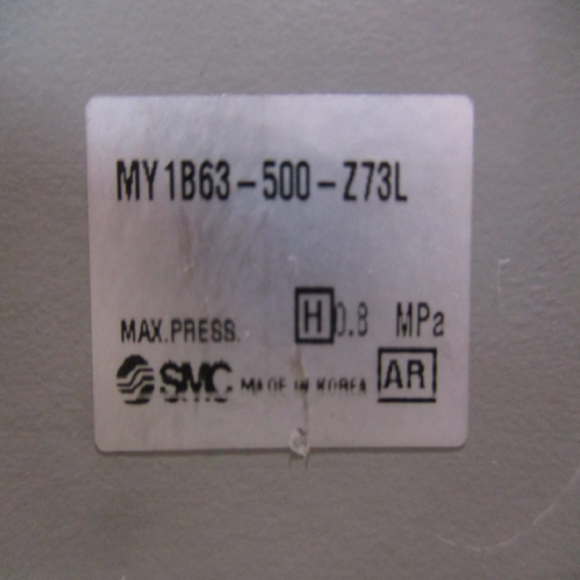 MY1B63-500-Z73L
MAX.PRESS. H 0.8 MPa
SMC MADE IN KOREA AR